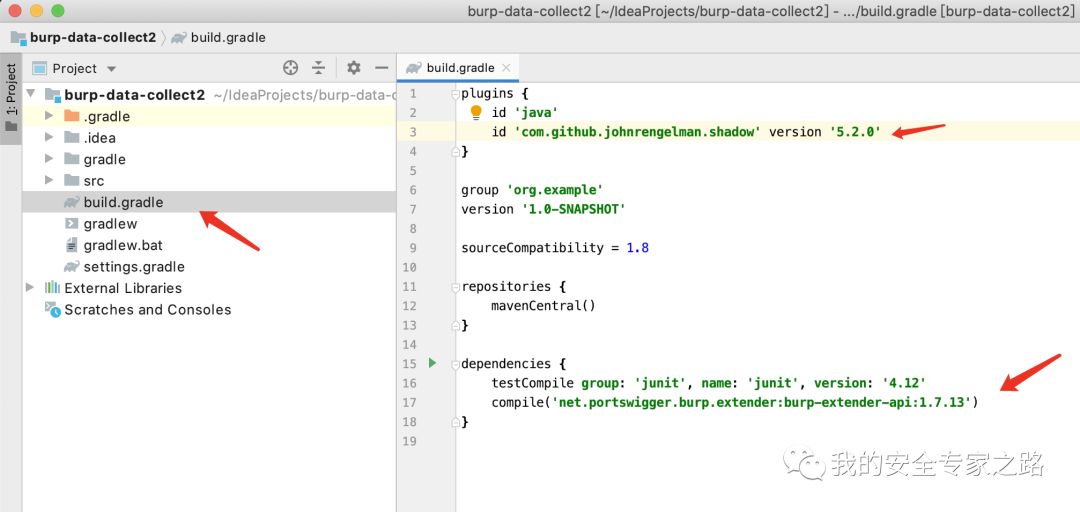 burp-data-collect2 [~/IdeaProjects/burp-data-collect2] - .../build.gradle [burp-data-collect2]
burp-data-collect2 build.gradle
1: Project
Project
burp-data-collect2 ~/IdeaProjects/burp-data-c
.gradle
.idea
gradle
src
build.gradle
gradlew
gradlew.bat
settings.gradle
External Libraries
Scratches and Consoles
build.gradle
1 plugins {
2 id 'java'
3 id 'com.github.johnrengelman.shadow' version '5.2.0'
4 }
5
6 group 'org.example'
7 version '1.0-SNAPSHOT'
8
9 sourceCompatibility = 1.8
10
11 repositories {
12 mavenCentral()
13 }
14
15 dependencies {
16 testCompile group: 'junit', name: 'junit', version: '4.12'
17 compile('net.portswigger.burp.extender:burp-extender-api:1.7.13')
18 }
19
我的安全专家之路